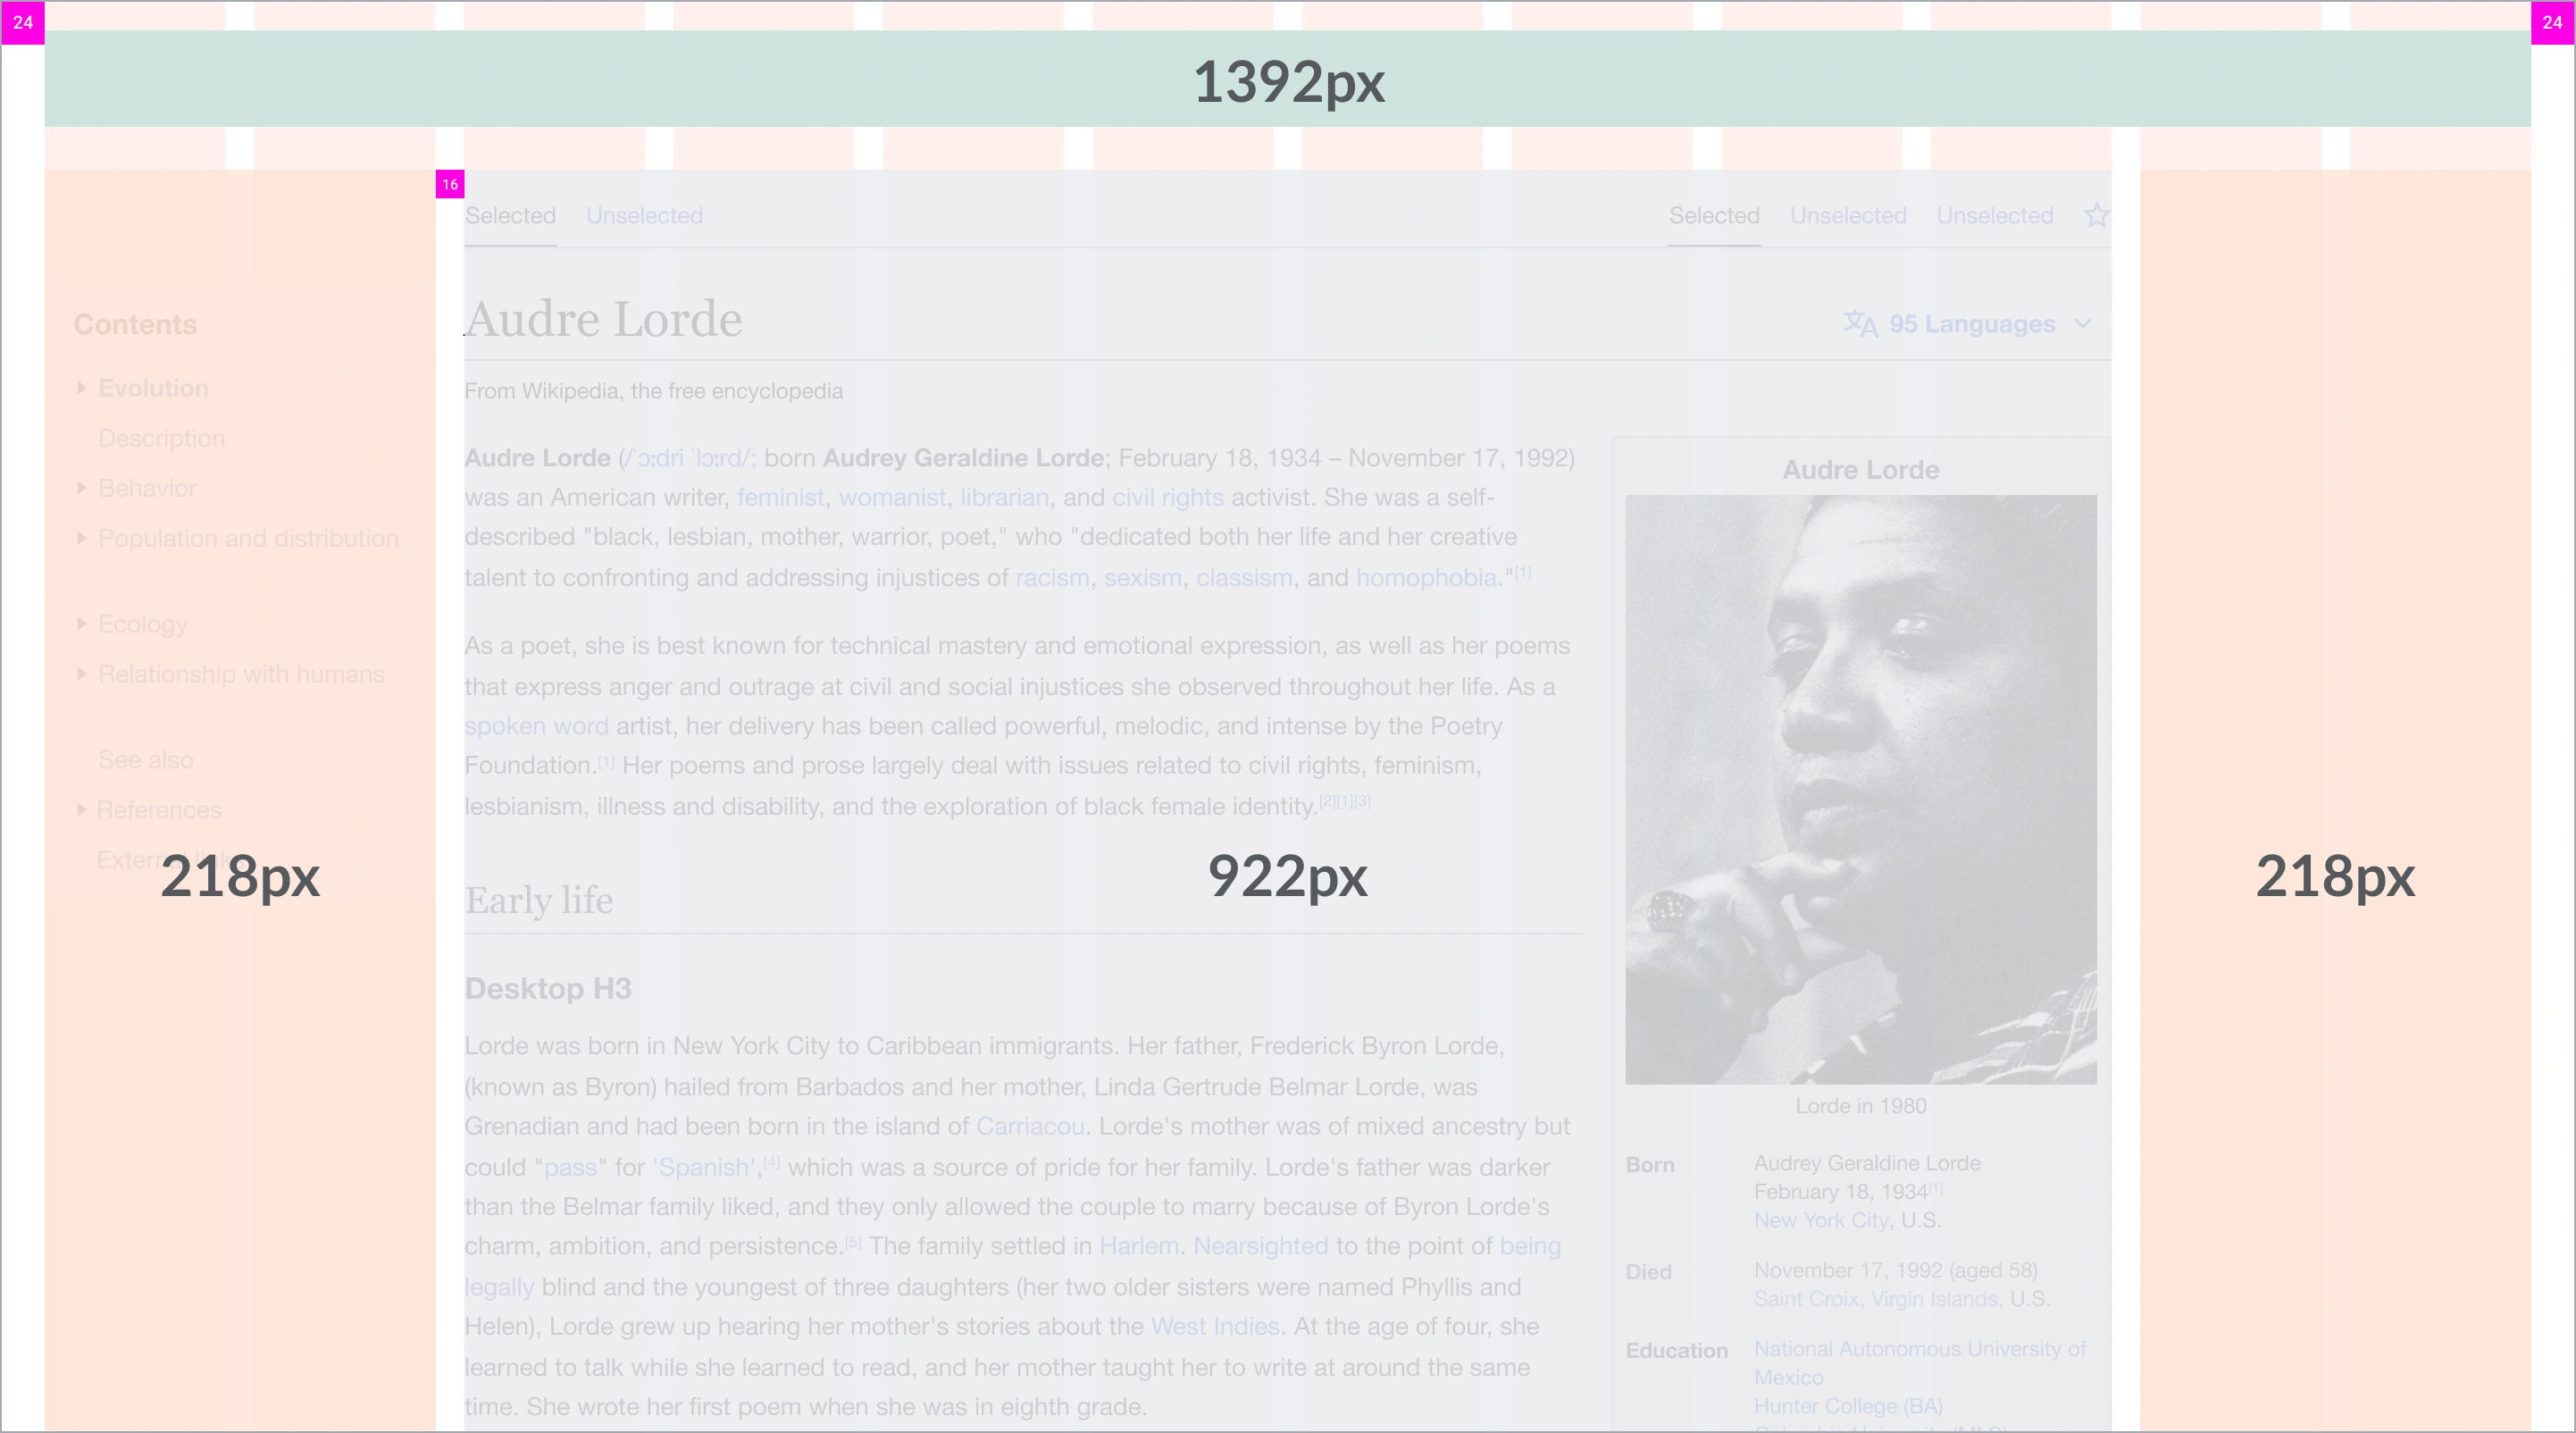 24
24
1392px
16
Selected Unselected
Selected Unselected Unselected
Contents
Evolution
Description
Behavior
Population and distribution
Ecology
Relationship with humans
See also
References
External links
218px
Audre Lorde
95 Languages
From Wikipedia, the free encyclopedia
Audre Lorde (/ˈɔːdri ˈlɔːrd/; born Audrey Geraldine Lorde; February 18, 1934 – November 17, 1992)
was an American writer, feminist, womanist, librarian, and civil rights activist. She was a self-
described "black, lesbian, mother, warrior, poet," who "dedicated both her life and her creative
talent to confronting and addressing injustices of racism, sexism, classism, and homophobia."[1]
As a poet, she is best known for technical mastery and emotional expression, as well as her poems
that express anger and outrage at civil and social injustices she observed throughout her life. As a
spoken word artist, her delivery has been called powerful, melodic, and intense by the Poetry
Foundation.[1] Her poems and prose largely deal with issues related to civil rights, feminism,
lesbianism, illness and disability, and the exploration of black female identity.[2][1][3]
922px
Early life
Desktop H3
Lorde was born in New York City to Caribbean immigrants. Her father, Frederick Byron Lorde,
(known as Byron) hailed from Barbados and her mother, Linda Gertrude Belmar Lorde, was
Grenadian and had been born in the island of Carriacou. Lorde's mother was of mixed ancestry but
could "pass" for 'Spanish',[4] which was a source of pride for her family. Lorde's father was darker
than the Belmar family liked, and they only allowed the couple to marry because of Byron Lorde's
charm, ambition, and persistence.[5] The family settled in Harlem. Nearsighted to the point of being
legally blind and the youngest of three daughters (her two older sisters were named Phyllis and
Helen), Lorde grew up hearing her mother's stories about the West Indies. At the age of four, she
learned to talk while she learned to read, and her mother taught her to write at around the same
time. She wrote her first poem when she was in eighth grade.
Audre Lorde
Lorde in 1980
Born Audrey Geraldine Lorde
February 18, 1934[1]
New York City, U.S.
Died November 17, 1992 (aged 58)
Saint Croix, Virgin Islands, U.S.
Education National Autonomous University of
Mexico
Hunter College (BA)
218px